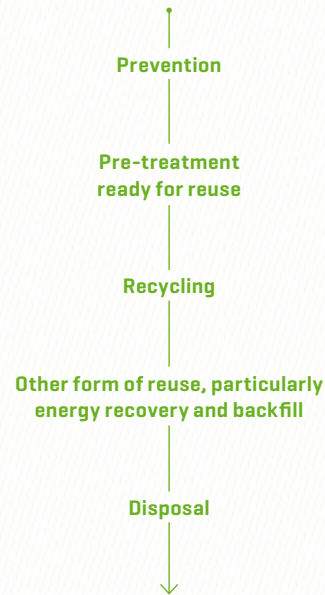 Prevention
Pre-treatment
ready for reuse
Recycling
Other form of reuse, particularly
energy recovery and backfill
Disposal